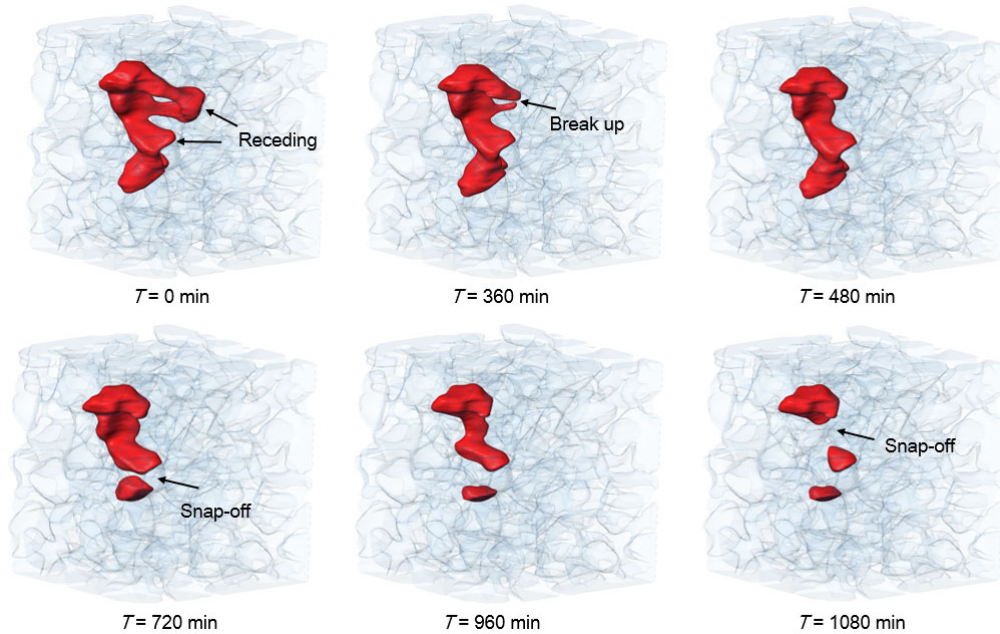 Receding
Break up
T = 0 min
T = 360 min
T = 480 min
Snap-off
Snap-off
T = 720 min
T = 960 min
T = 1080 min